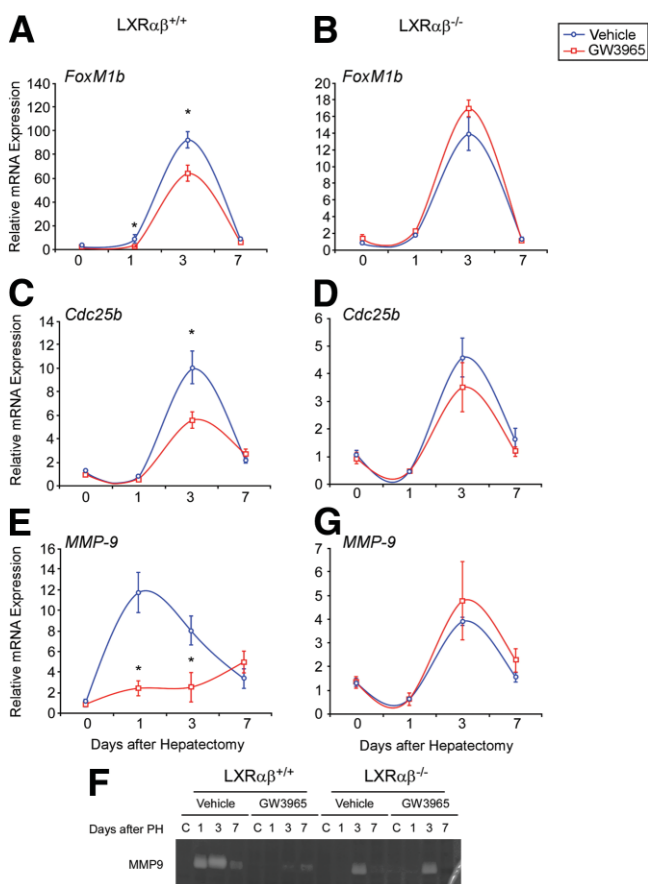 A LXRαβ+/+ B LXRαβ-/-
Vehicle
GW3965
FoxM1b
Relative mRNA Expression
140
120
100
80
60
40
20
0
0 1 3 7
*
*
FoxM1b
20
18
16
14
12
10
8
6
4
2
0
0 1 3 7
C
Cdc25b
Relative mRNA Expression
14
12
10
8
6
4
2
0
0 1 3 7
*
D
Cdc25b
6
5
4
3
2
1
0
0 1 3 7
E
MMP-9
Relative mRNA Expression
16
14
12
10
8
6
4
2
0
0 1 3 7
* *
Days after Hepatectomy
G
MMP-9
7
6
5
4
3
2
1
0
0 1 3 7
Days after Hepatectomy
F LXRαβ+/+ LXRαβ-/-
Vehicle GW3965 Vehicle GW3965
Days after PH C 1 3 7 C 1 3 7 C 1 3 7 C 1 3 7
MMP9